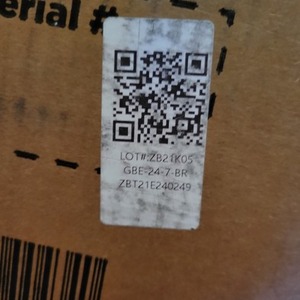 erial #
LOT#:ZB21K05
GBE-24-7-BR
ZBT21E240249